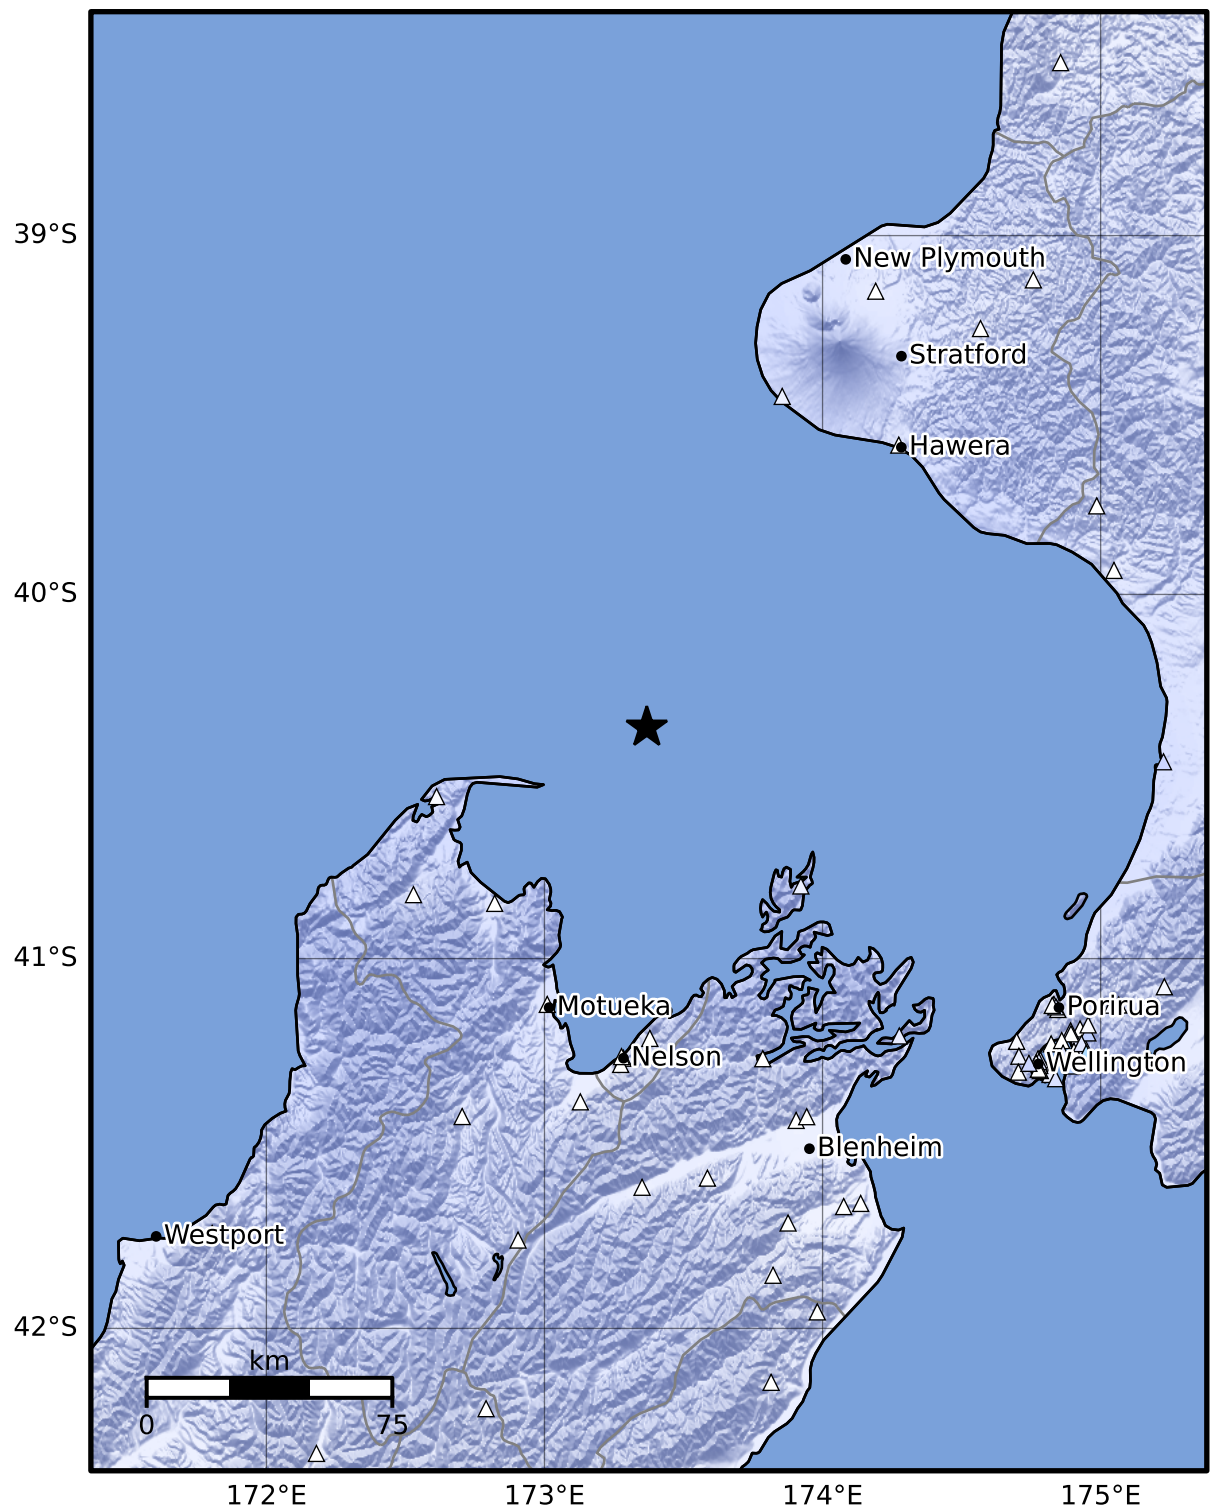 39°S
New Plymouth
Stratford
Hawera
40°S
41°S
Motueka
Porirua
Nelson
Wellington
Blenheim
Westport
42°S
km
0
75
172°E
173°E
174°E
175°E